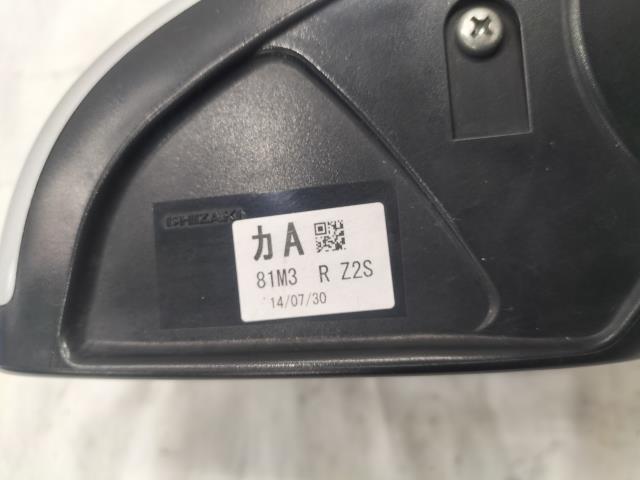 ISHIZAKI
カA
81M3 R Z2S
'14/07/30